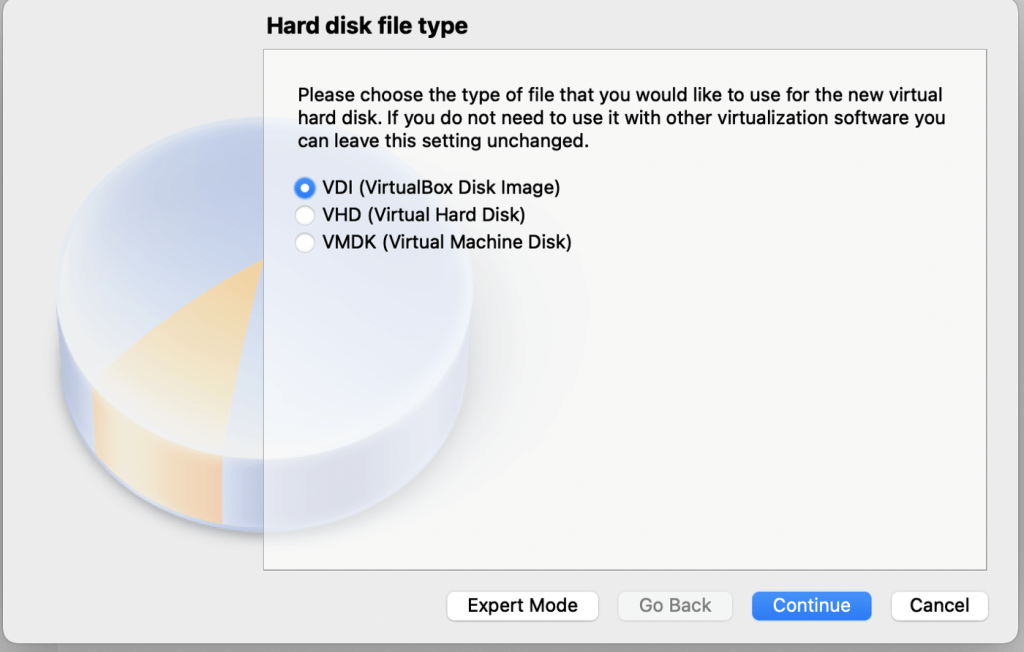 Hard disk file type
Please choose the type of file that you would like to use for the new virtual
hard disk. If you do not need to use it with other virtualization software you
can leave this setting unchanged.
VDI (VirtualBox Disk Image)
VHD (Virtual Hard Disk)
VMDK (Virtual Machine Disk)
Expert Mode Go Back Continue Cancel